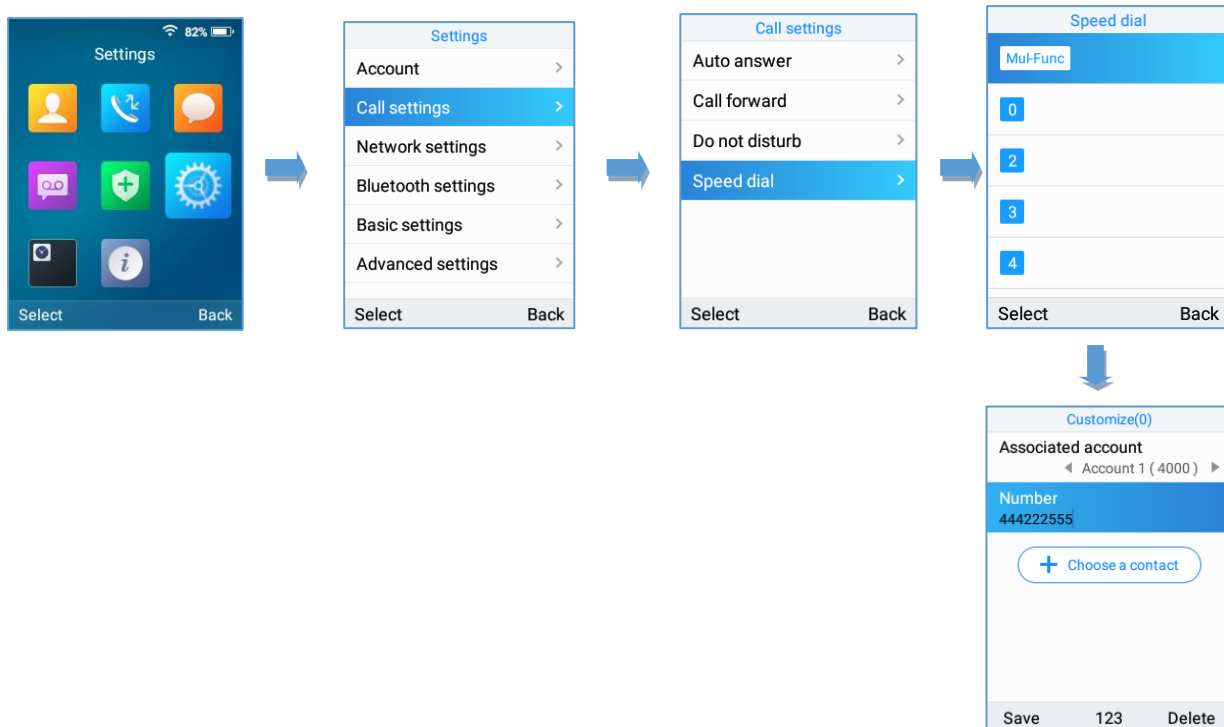 82%
Settings
Select Back
Settings
Account
Call settings
Network settings
Bluetooth settings
Basic settings
Advanced settings
Select Back
Call settings
Auto answer
Call forward
Do not disturb
Speed dial
Select Back
Speed dial
Mul-Func
0
2
3
4
Select Back
Customize(0)
Associated account
Account 1 ( 4000 )
Number
444222555
Choose a contact
Save 123 Delete